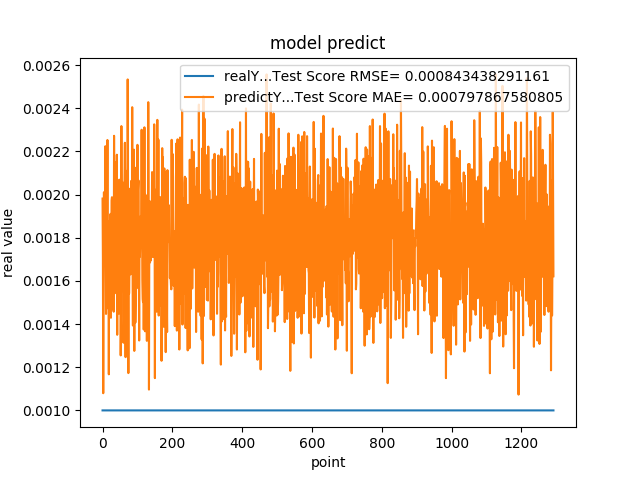 model predict
realY...Test Score RMSE= 0.000843438291161
predictY...Test Score MAE= 0.000797867580805
0.0026
0.0024
0.0022
0.0020
0.0018
0.0016
0.0014
0.0012
0.0010
real value
0 200 400 600 800 1000 1200
point